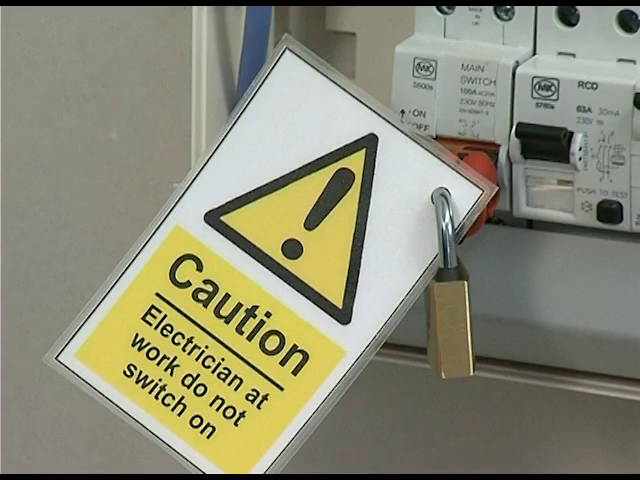 Caution
Electrician at
work do not
switch on
MK
5500s
MAIN
SWITCH
100A
230V 50Hz
ON
OFF
MK
RCD
63A 30mA
230V
PUSH TO TEST